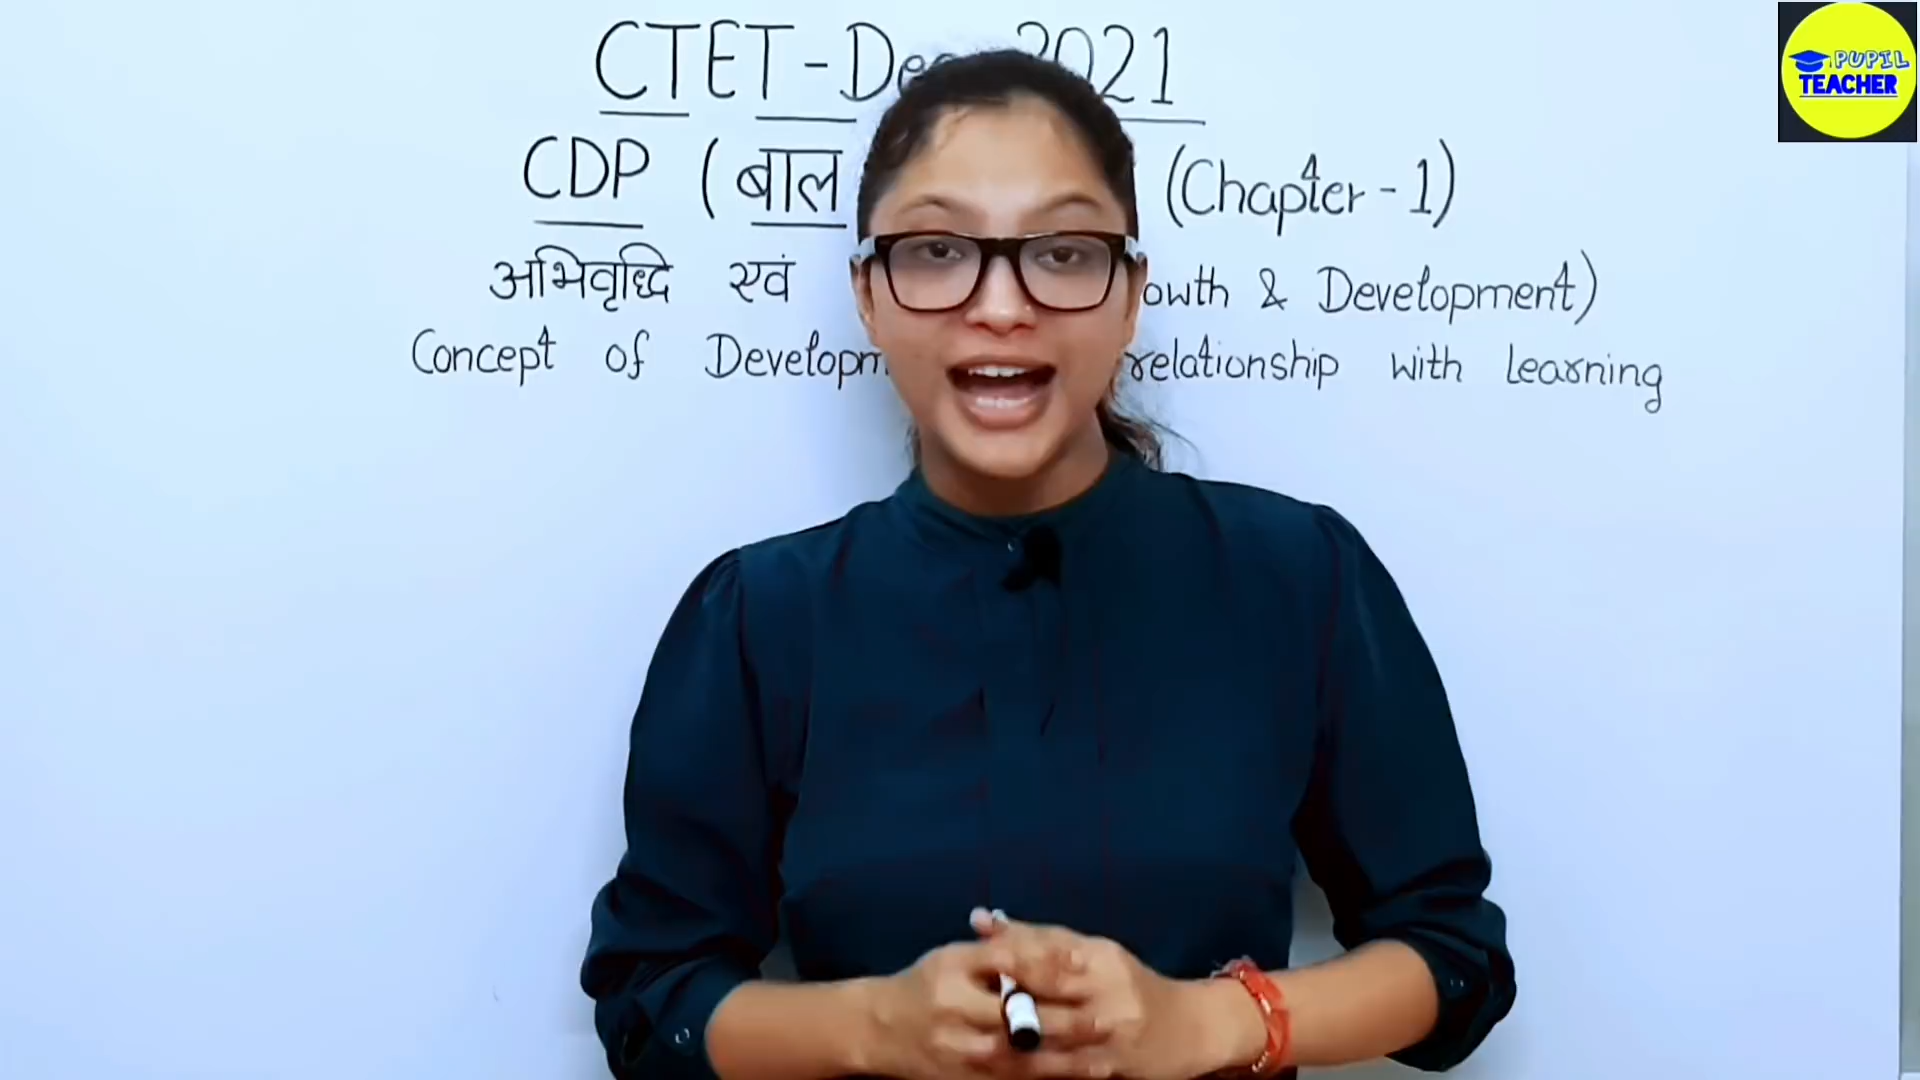 CTET - De 2021
CDP ( बाल (Chapter - 1)
अभिवृध्दि एवं owth & Development)
Concept of Developm relationship with Learning
PUPIL
TEACHER